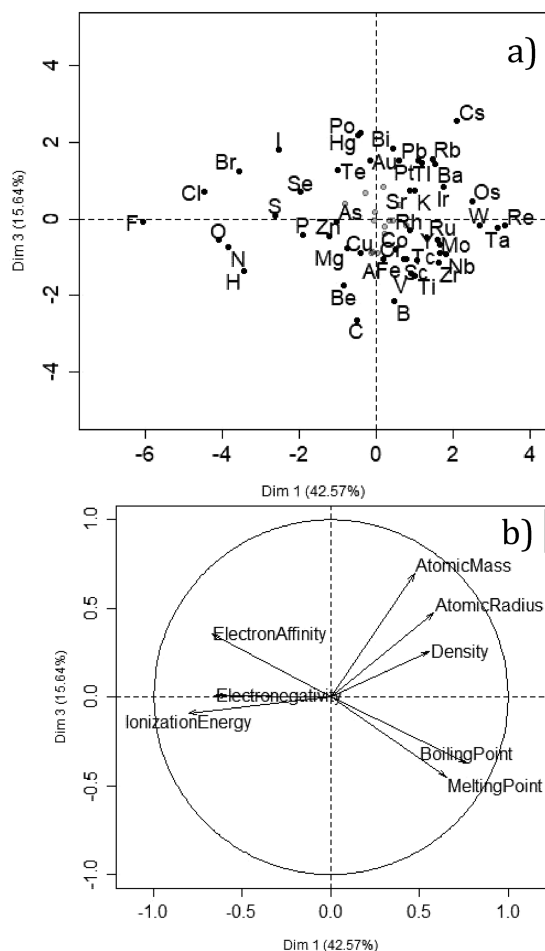 a)
Cs
Po
Hg
Bi
I
Au
Pb
Rb
Br
Te
Pt
Tl
Ba
Cl
Se
Sr
K
Ir
Os
S
As
F
P
Zn
Rh
W
Re
O
Co
Y
Ru
Ta
N
Mg
Cu
Cr
Mo
H
Al
Fe
Tc
Nb
Be
Sc
Zr
V
Ti
C
B
4
2
0
-2
-4
Dim 3 (15.64%)
-6 -4 -2 0 2 4
Dim 1 (42.57%)
b)
AtomicMass
AtomicRadius
ElectronAffinity
Density
IonizationEnergy
BoilingPoint
MeltingPoint
1.0
0.5
0.0
-0.5
-1.0
Dim 3 (15.64%)
-1.0 -0.5 0.0 0.5 1.0
Dim 1 (42.57%)